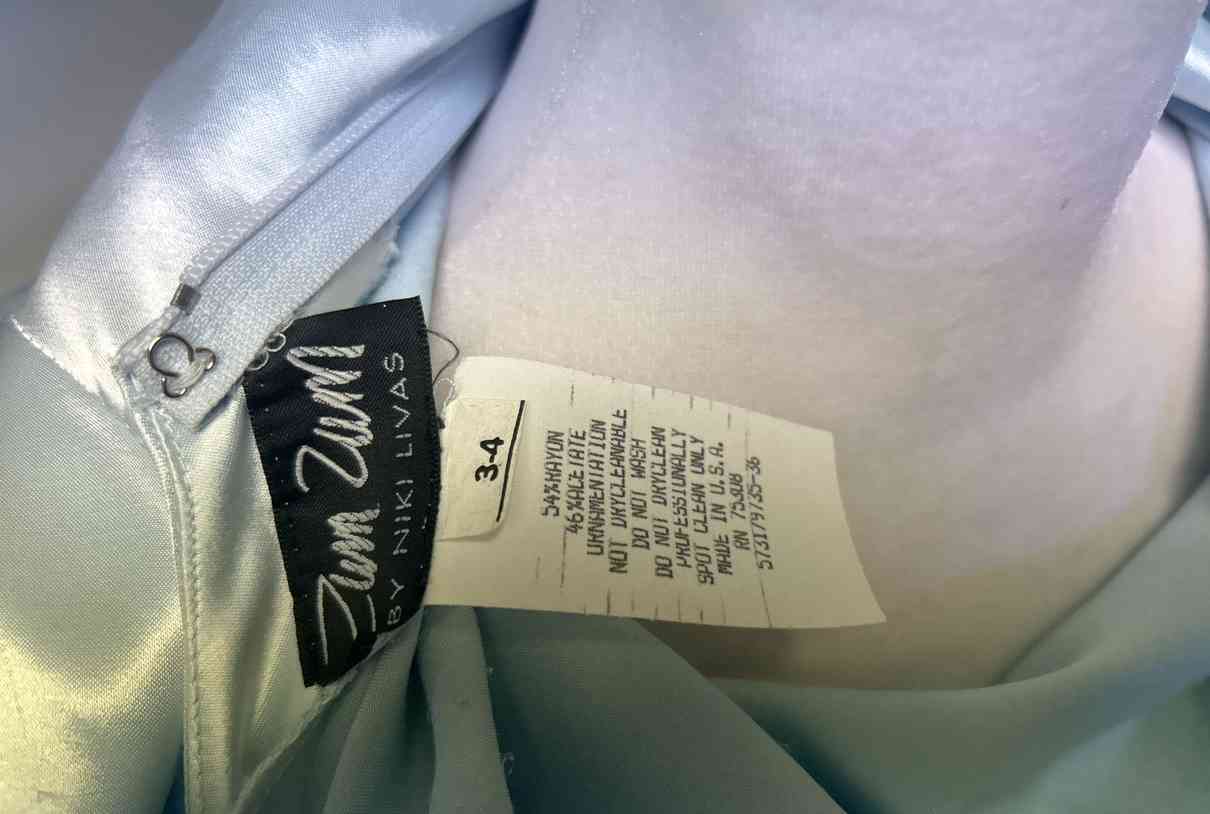 Zum Zum
BY NIKI LIVAS
3-4
54%RAYON
46%ACETATE
ORNAMENTATION
NOT DRYCLEANABLE
DO NOT WASH
DO NOT DRYCLEAN
PROFESSIONALLY
SPOT CLEAN ONLY
MADE IN U.S.A.
RN 75308
573179735-36